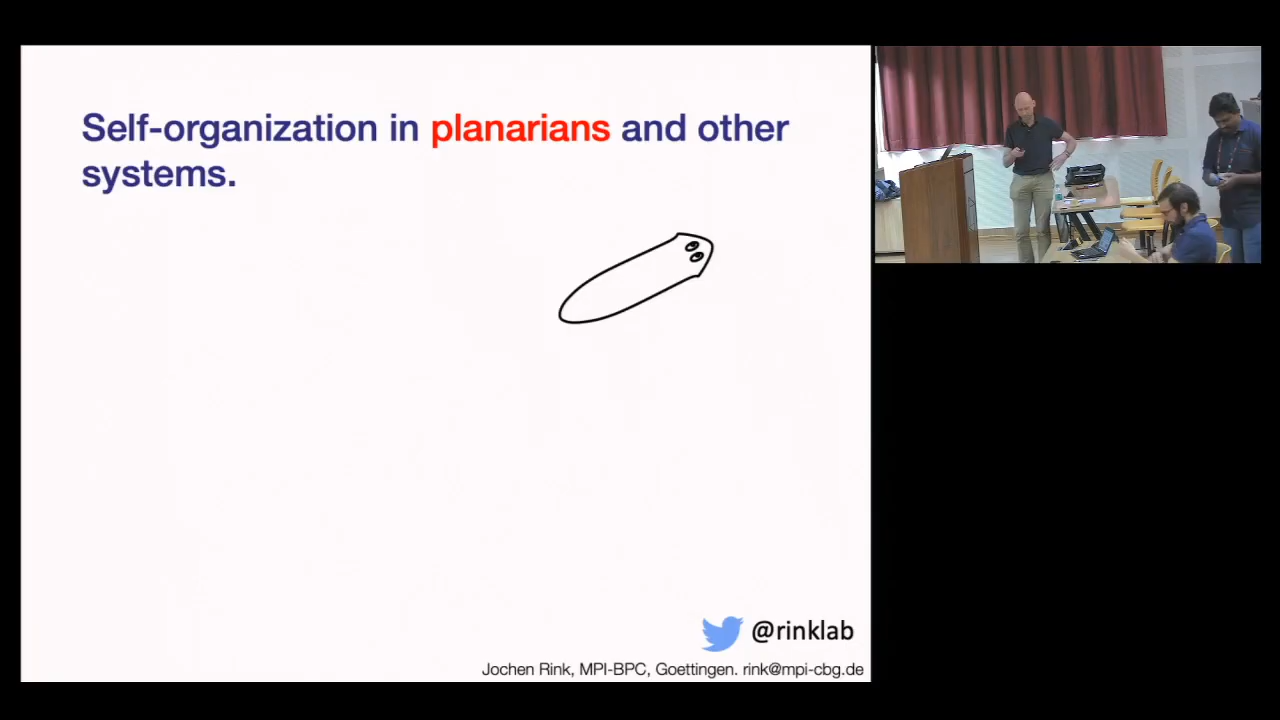 Self-organization in planarians and other
systems.
@rinklab
Jochen Rink, MPI-BPC, Goettingen. rink@mpi-cbg.de